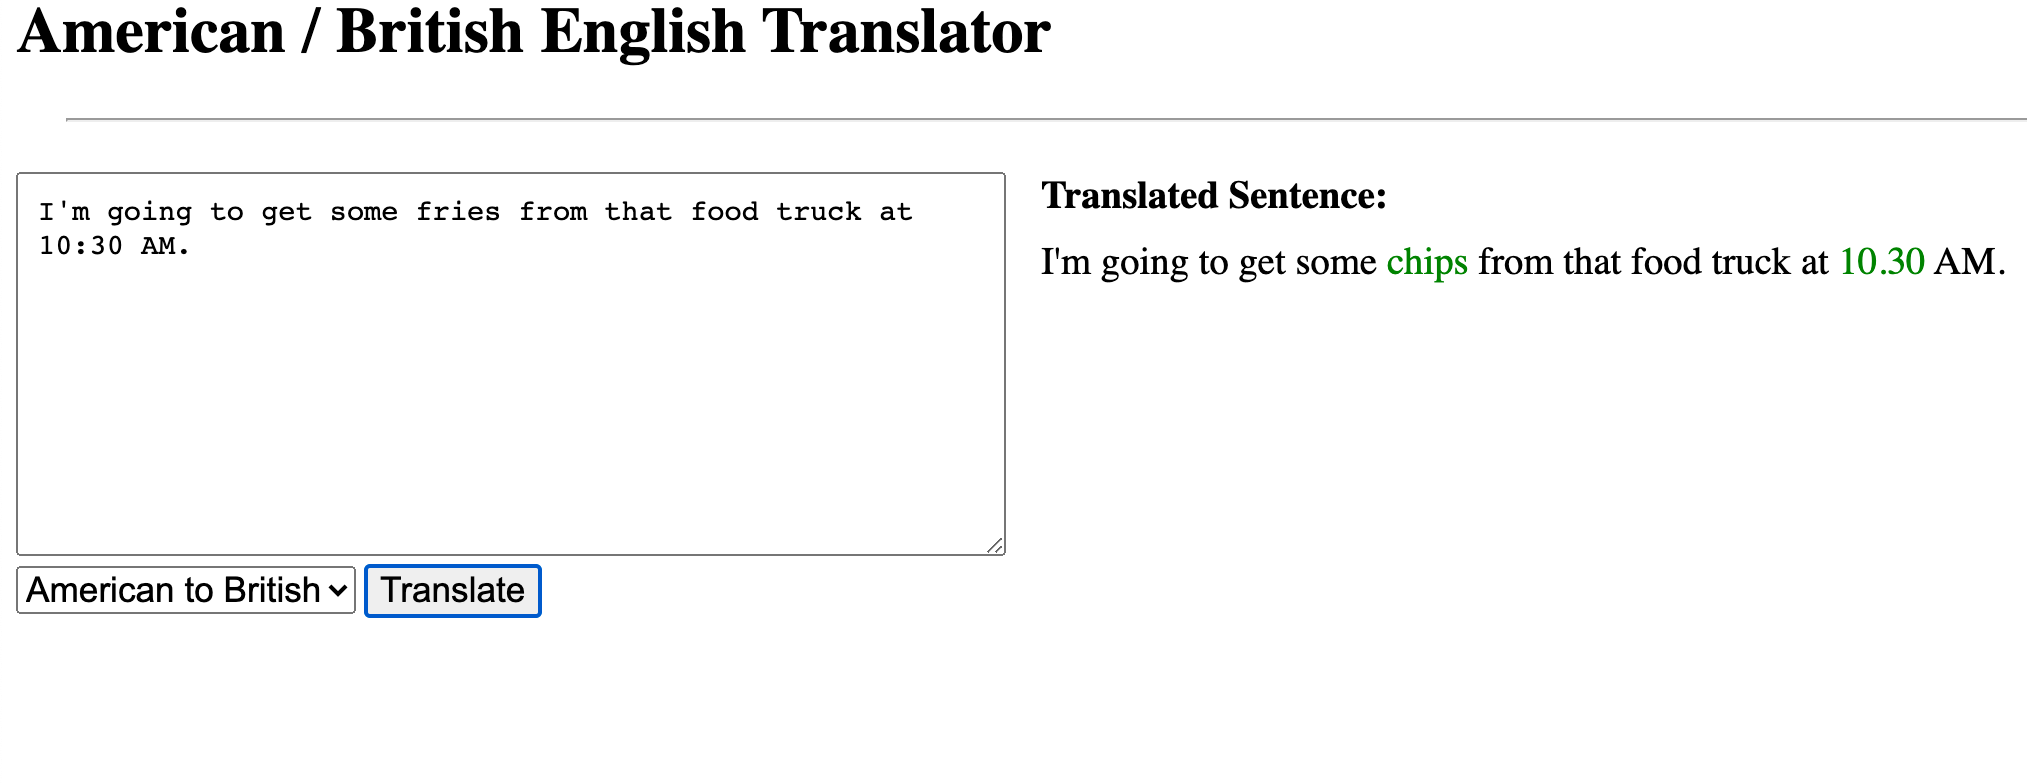 American / British English Translator
I'm going to get some fries from that food truck at
10:30 AM.
Translated Sentence:
I'm going to get some chips from that food truck at 10.30 AM.
American to British
Translate